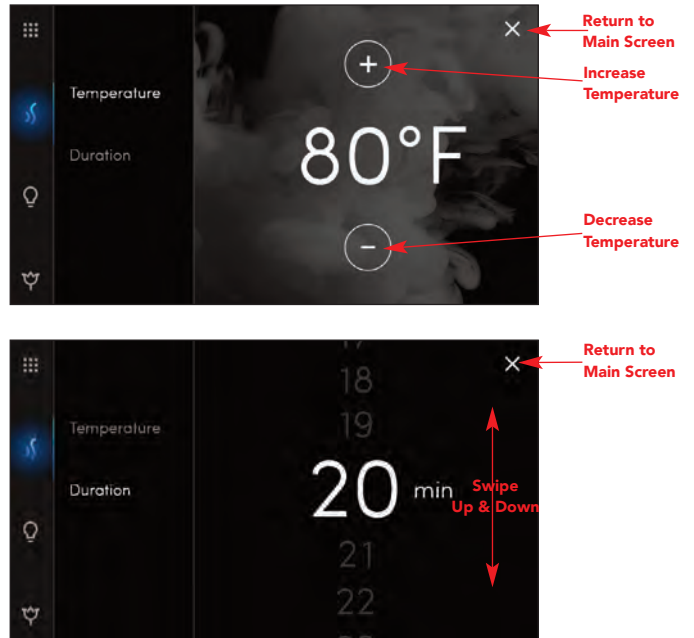 Return to
Main Screen
+
Increase
Temperature
Temperature
80°F
Duration
−
Decrease
Temperature
Return to
Main Screen
18
19
Temperature
20 min
Duration
Swipe
Up & Down
21
22